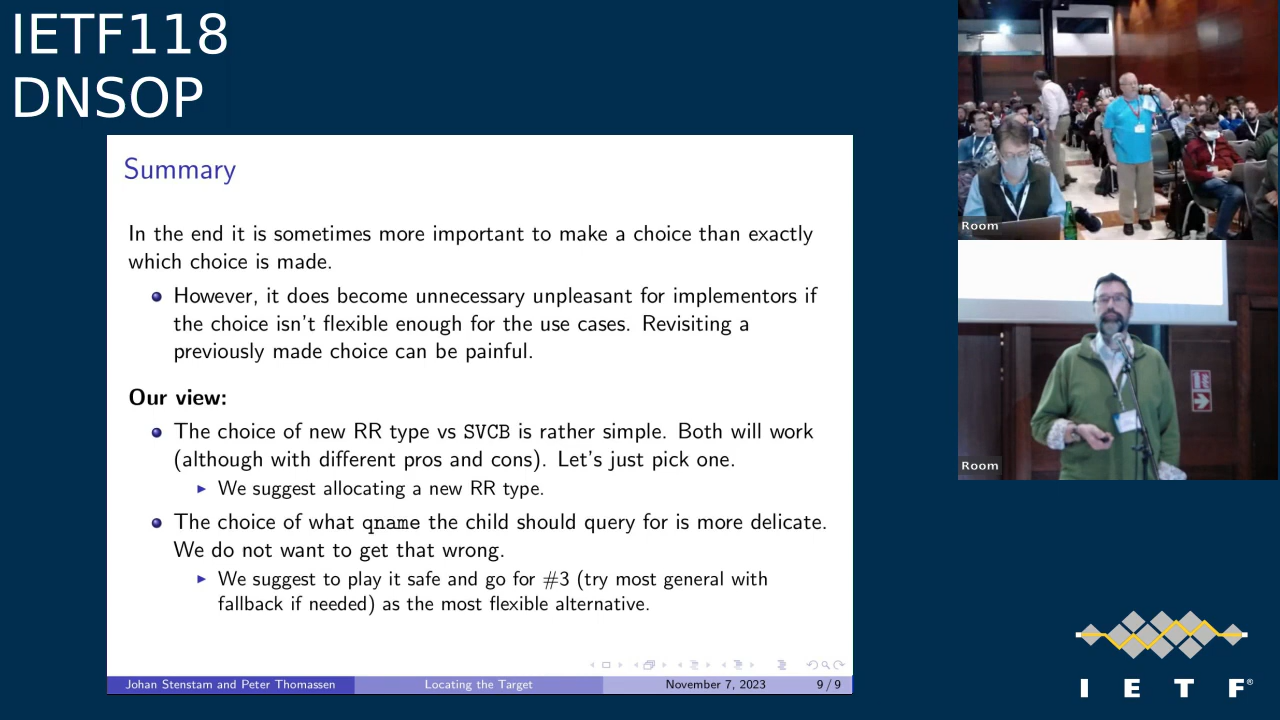 IETF118
DNSOP
Summary
In the end it is sometimes more important to make a choice than exactly
which choice is made.
However, it does become unnecessary unpleasant for implementors if
the choice isn't flexible enough for the use cases. Revisiting a
previously made choice can be painful.
Our view:
The choice of new RR type vs SVCB is rather simple. Both will work
(although with different pros and cons). Let's just pick one.
We suggest allocating a new RR type.
The choice of what qname the child should query for is more delicate.
We do not want to get that wrong.
We suggest to play it safe and go for #3 (try most general with
fallback if needed) as the most flexible alternative.
Johan Stenstam and Peter Thomassen
Locating the Target
November 7, 2023
9 / 9
Room
Room
I E T F®